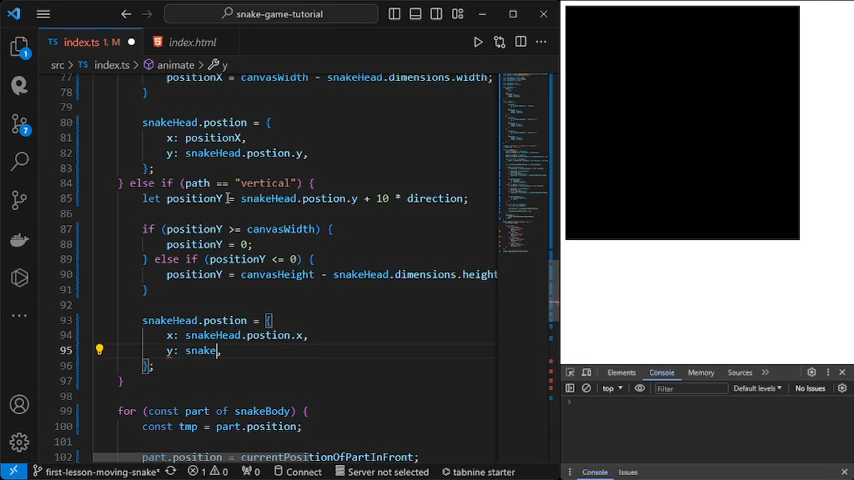 snake-game-tutorial
TS index.ts 1, M
index.html
src > TS index.ts > animate > y
77 positionX = canvasWidth - snakeHead.dimensions.width;
78 }
79
80 snakeHead.postion = {
81 x: positionX,
82 y: snakeHead.postion.y,
83 };
84 } else if (path == "vertical") {
85 let positionY = snakeHead.postion.y + 10 * direction;
86
87 if (positionY >= canvasWidth) {
88 positionY = 0;
89 } else if (positionY <= 0) {
90 positionY = canvasHeight - snakeHead.dimensions.height
91 }
92
93 snakeHead.postion = {
94 x: snakeHead.postion.x,
95 y: snake,
96 };
97 }
98
99 for (const part of snakeBody) {
100 const tmp = part.position;
101
102 part.position = currentPositionOfPartInFront;
1
7
first-lesson-moving-snake* 1 0 0 Connect Server not selected tabnine starter
Elements Console Memory Sources
top Filter Default levels No Issues
Console Issues